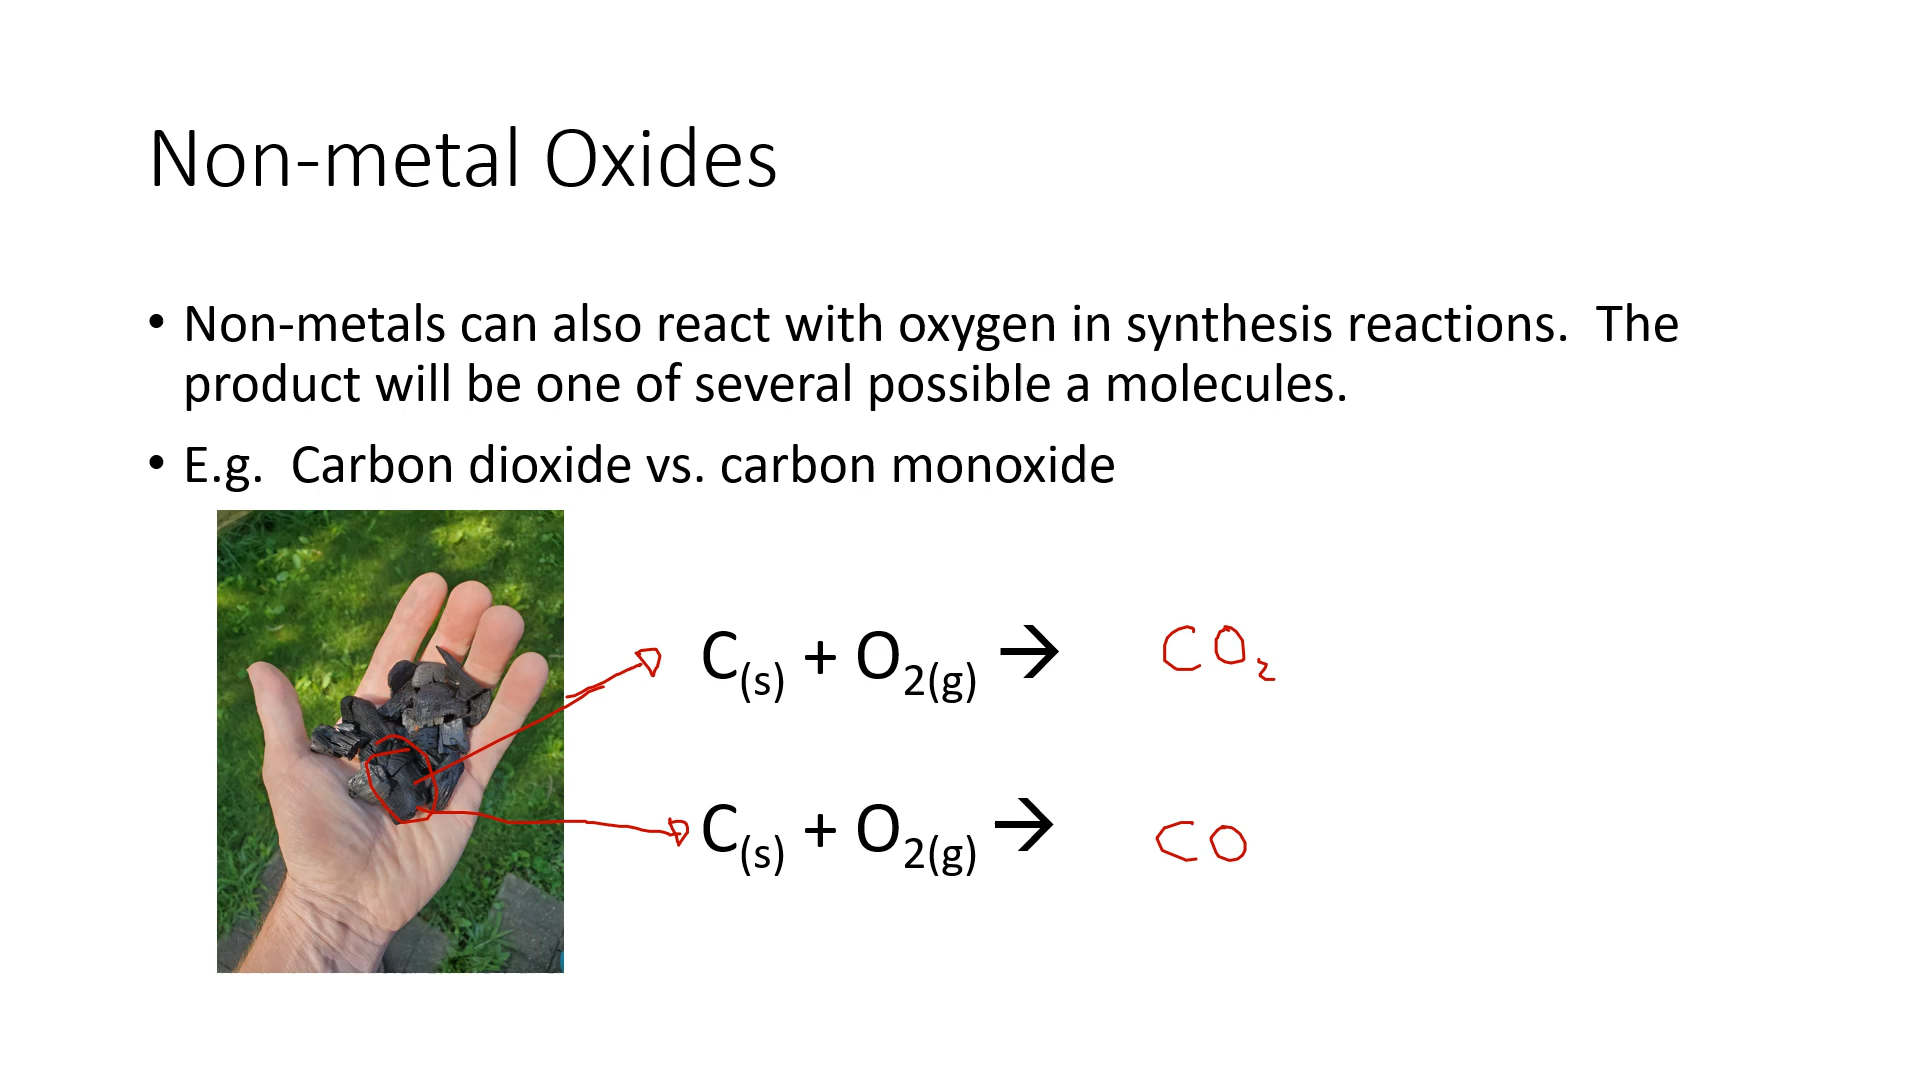 Non-metal Oxides
• Non-metals can also react with oxygen in synthesis reactions.  The
product will be one of several possible a molecules.
• E.g.  Carbon dioxide vs. carbon monoxide
C(s) + O2(g) → CO2
C(s) + O2(g) → CO